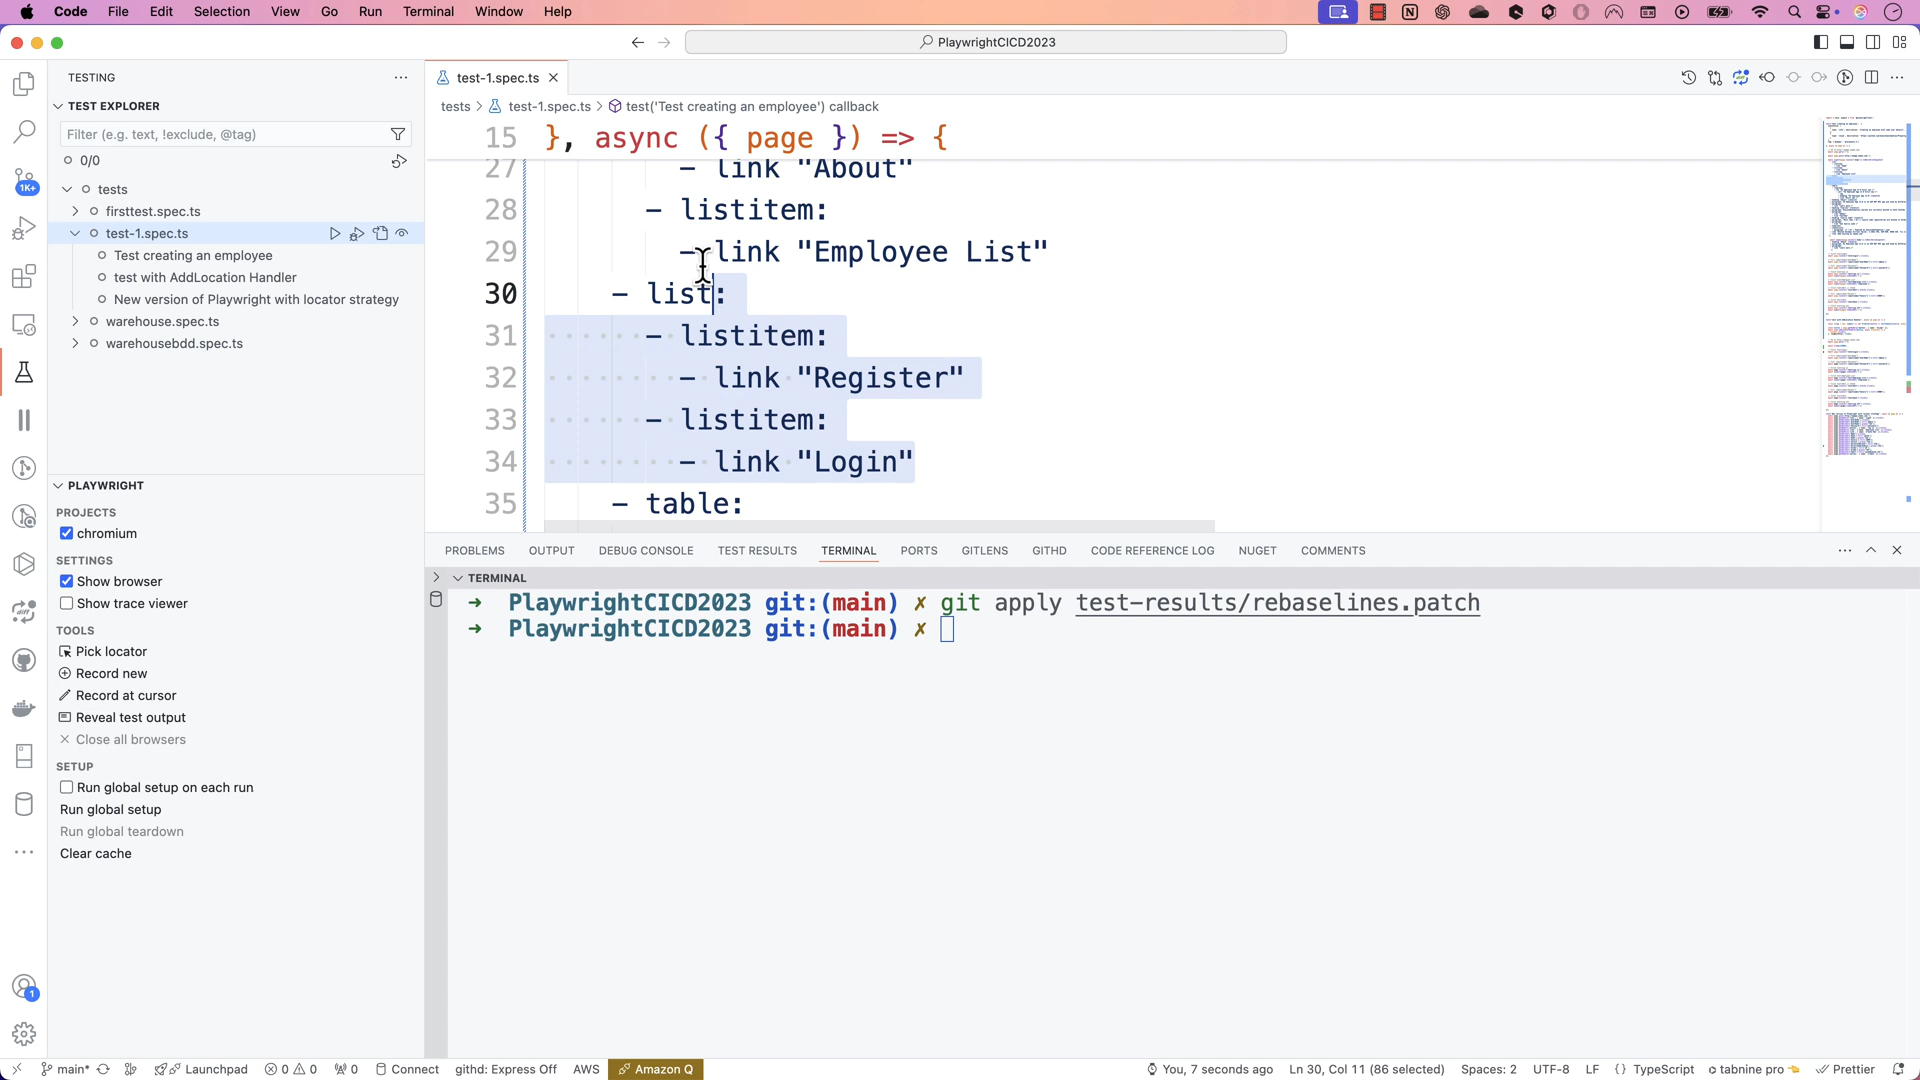 Code File Edit Selection View Go Run Terminal Window Help
PlaywrightCICD2023
TESTING
test-1.spec.ts
TEST EXPLORER
tests > test-1.spec.ts > test('Test creating an employee') callback
Filter (e.g. text, !exclude, @tag)
0/0
tests
firsttest.spec.ts
test-1.spec.ts
Test creating an employee
test with AddLocation Handler
New version of Playwright with locator strategy
warehouse.spec.ts
warehousebdd.spec.ts
1K+
15 }, async ({ page }) => {
27 - link "About"
28 - listitem:
29 - link "Employee List"
30 - list:
31 - listitem:
32 - link "Register"
33 - listitem:
34 - link "Login"
35 - table:
PLAYWRIGHT
PROJECTS
chromium
SETTINGS
Show browser
Show trace viewer
TOOLS
Pick locator
Record new
Record at cursor
Reveal test output
Close all browsers
SETUP
Run global setup on each run
Run global setup
Run global teardown
Clear cache
1
PROBLEMS OUTPUT DEBUG CONSOLE TEST RESULTS TERMINAL PORTS GITLENS GITHD CODE REFERENCE LOG NUGET COMMENTS
TERMINAL
→ PlaywrightCICD2023 git:(main) ✗ git apply test-results/rebaselines.patch
→ PlaywrightCICD2023 git:(main) ✗
main* Launchpad 0 0 0 Connect githd: Express Off AWS Amazon Q You, 7 seconds ago Ln 30, Col 11 (86 selected) Spaces: 2 UTF-8 LF {} TypeScript tabnine pro Prettier